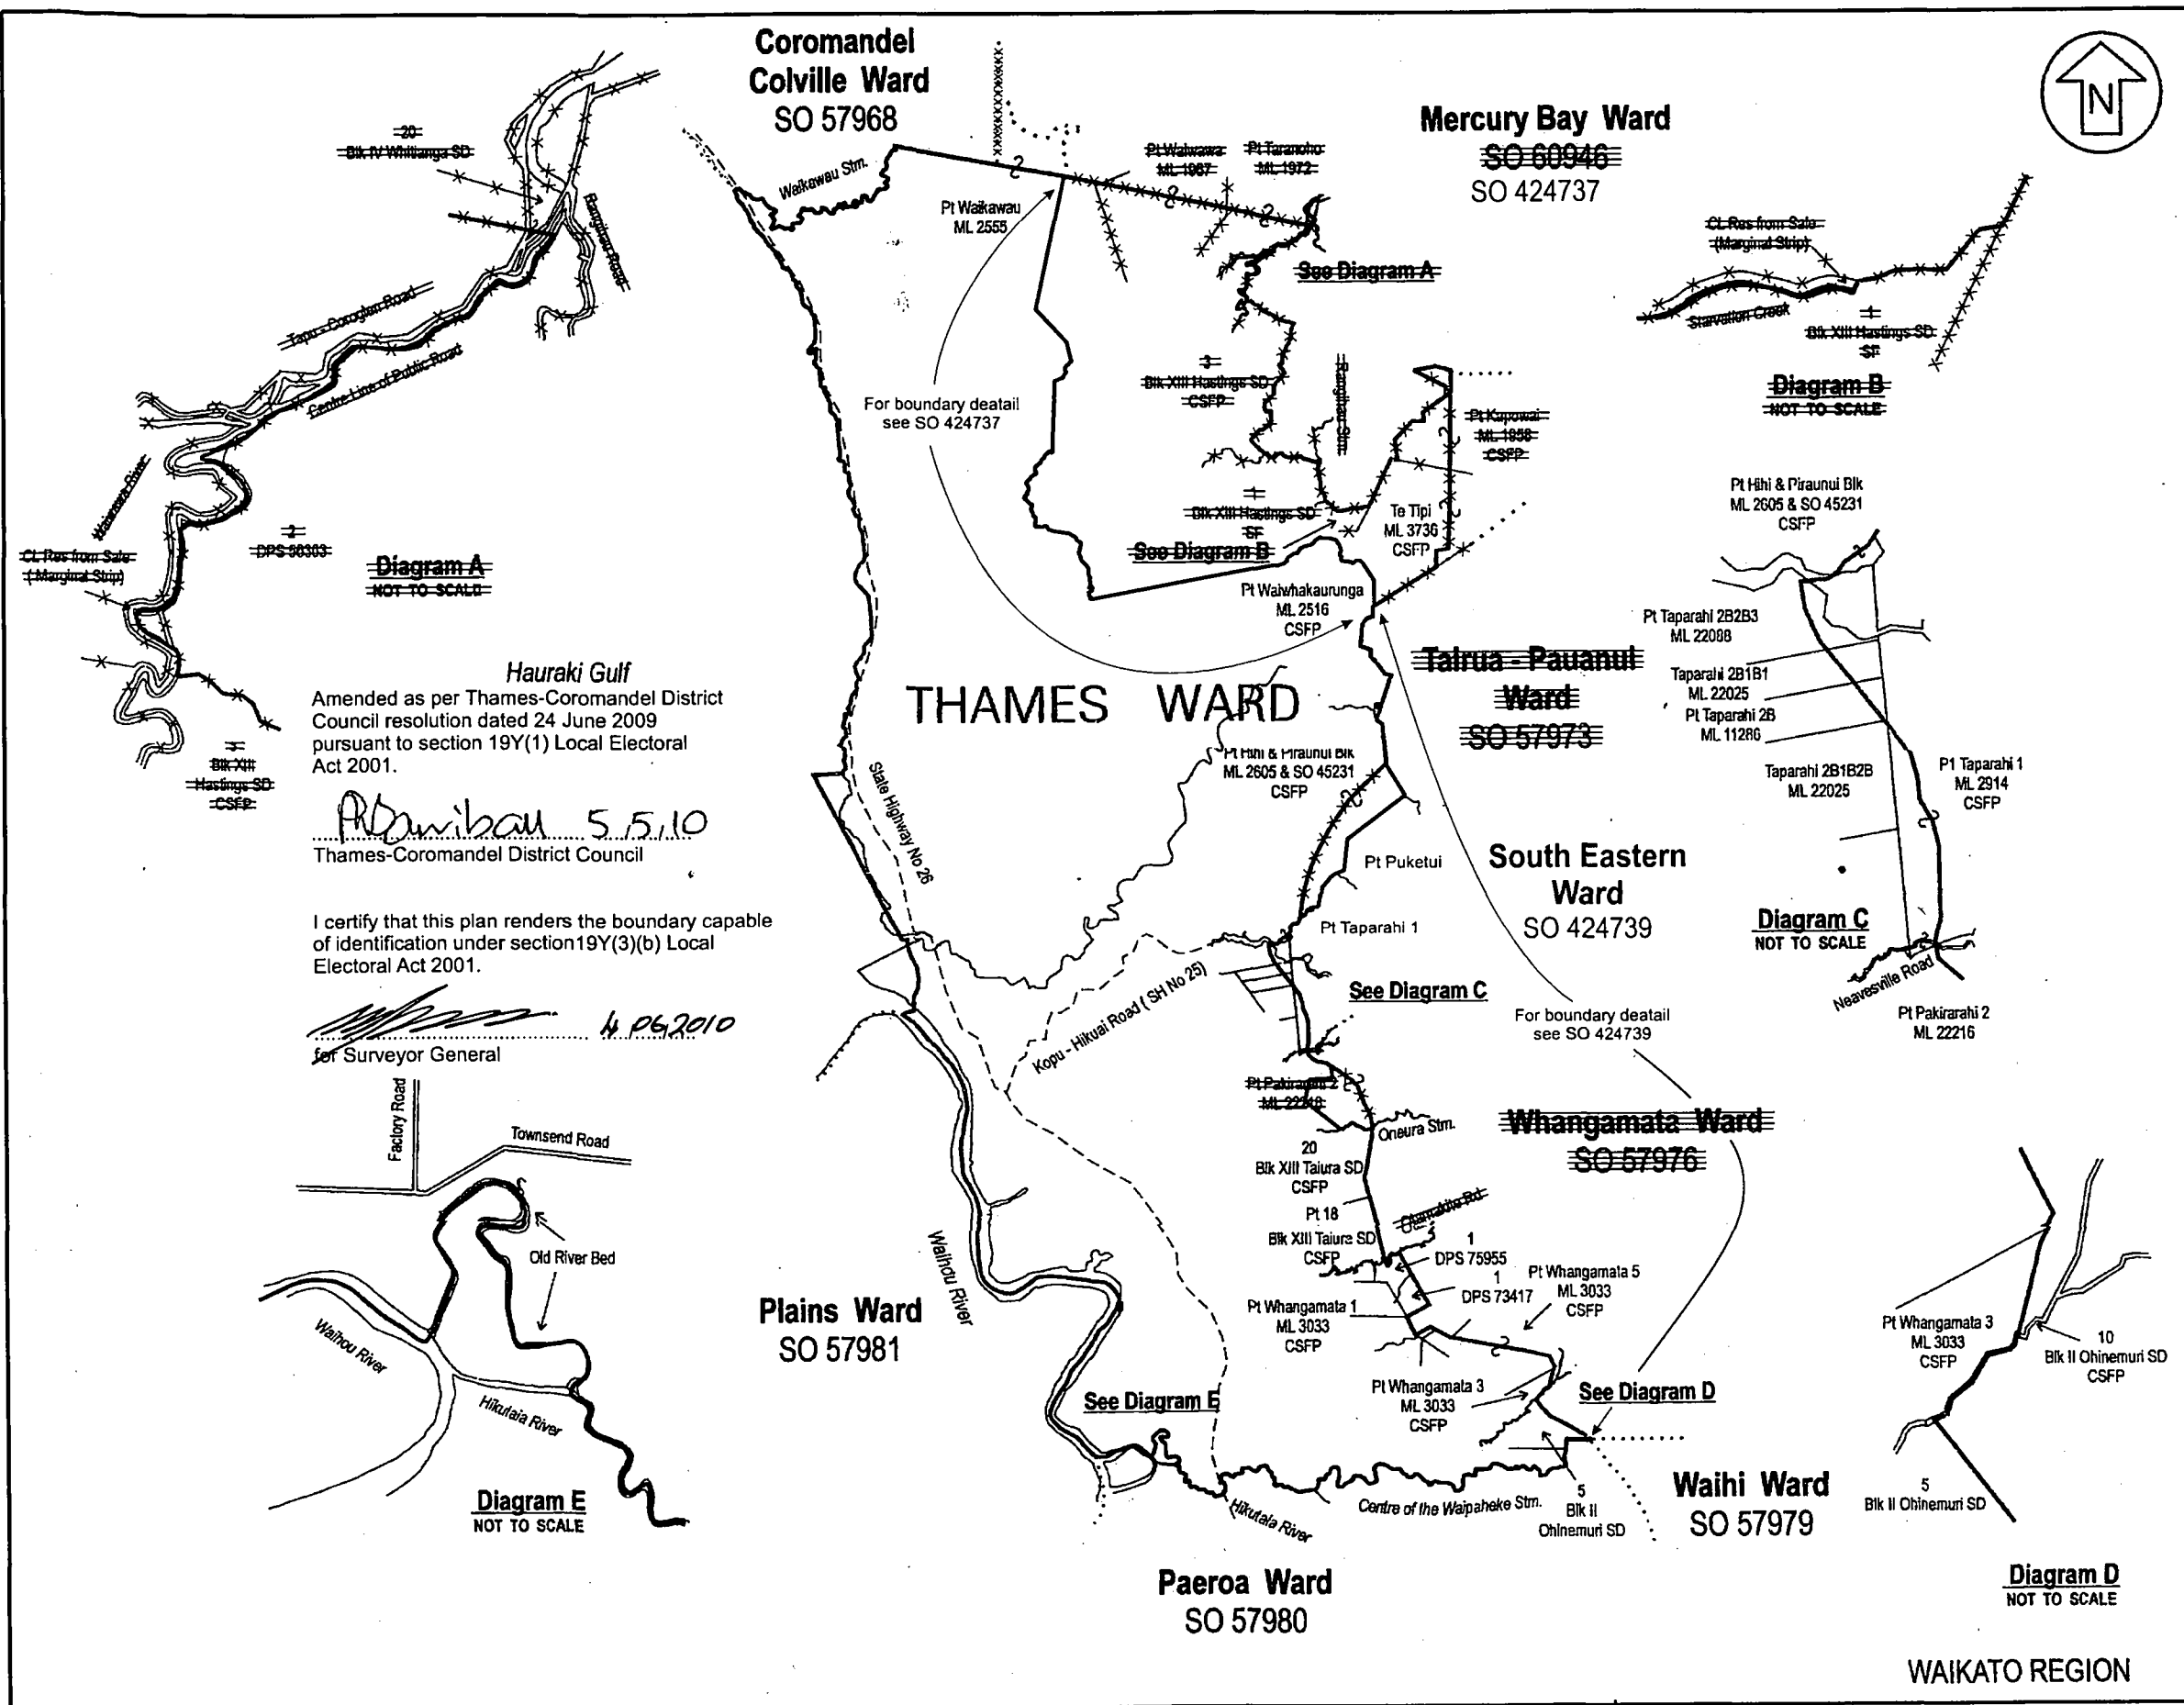 Coromandel
Colville Ward
SO 57968
Mercury Bay Ward
SO 60946
SO 424737
N
20
Blk IV Whitianga SD
Rangihau Road
Tapu - Coroglen Road
Centre Line of Public Road
Waiwawa River
2
DPS 56363
CL Res from Sale
( Marginal Strip)
Diagram A
NOT TO SCALE
1
Blk XIII
Hastings SD
CSFP
Waikawau Stm.
Pt Waikawau
ML 2555
Pt Waiwawa
ML 1967
Pt Taranoho
ML 1972
See Diagram A
3
Blk XIII Hastings SD
CSFP
Rangihau Stm
Pt Kapowai
ML 1958
CSFP
For boundary deatail
see SO 424737
1
Blk XIII Hastings SD
SF
See Diagram B
Te Tipi
ML 3736
CSFP
CL Res from Sale
(Marginal Strip)
Starvation Creek
1
Blk XIII Hastings SD
SF
Diagram B
NOT TO SCALE
Pt Waiwhakaurunga
ML 2516
CSFP
Tairua - Pauanui
Ward
SO 57973
Hauraki Gulf
Amended as per Thames-Coromandel District
Council resolution dated 24 June 2009
pursuant to section 19Y(1) Local Electoral
Act 2001.
5.5.10
Thames-Coromandel District Council
I certify that this plan renders the boundary capable
of identification under section19Y(3)(b) Local
Electoral Act 2001.
2010
for Surveyor General
THAMES WARD
State Highway No 26
Pt Hihi & Piraunui Blk
ML 2605 & SO 45231
CSFP
Pt Puketui
Pt Taparahi 1
South Eastern
Ward
SO 424739
Kopu - Hikuai Road ( SH No 25)
See Diagram C
For boundary deatail
see SO 424739
Pt Hihi & Piraunui Blk
ML 2605 & SO 45231
CSFP
Pt Taparahi 2B2B3
ML 22088
Taparahi 2B1B1
ML 22025
Pt Taparahi 2B
ML 11286
Taparahi 2B1B2B
ML 22025
P1 Taparahi 1
ML 2914
CSFP
Diagram C
NOT TO SCALE
Neavesville Road
Pt Pakirarahi 2
ML 22216
Pt Pakirarahi 2
Oneura Stm.
20
Blk XIII Taiura SD
CSFP
Pt 18
Blk XIII Taiura SD
CSFP
Whangamata Ward
SO 57976
1
DPS 75955
1
DPS 73417
Pt Whangamata 5
ML 3033
CSFP
Pt Whangamata 1
ML 3033
CSFP
Pt Whangamata 3
ML 3033
CSFP
See Diagram D
Factory Road
Townsend Road
Old River Bed
Waihou River
Hikutaia River
Diagram E
NOT TO SCALE
Waihou River
Plains Ward
SO 57981
See Diagram E
Hikutaia River
Centre of the Waipaheke Stm.
5
Blk II
Ohinemuri SD
Waihi Ward
SO 57979
Paeroa Ward
SO 57980
Pt Whangamata 3
ML 3033
CSFP
10
Blk II Ohinemuri SD
CSFP
5
Blk II Ohinemuri SD
Diagram D
NOT TO SCALE
WAIKATO REGION